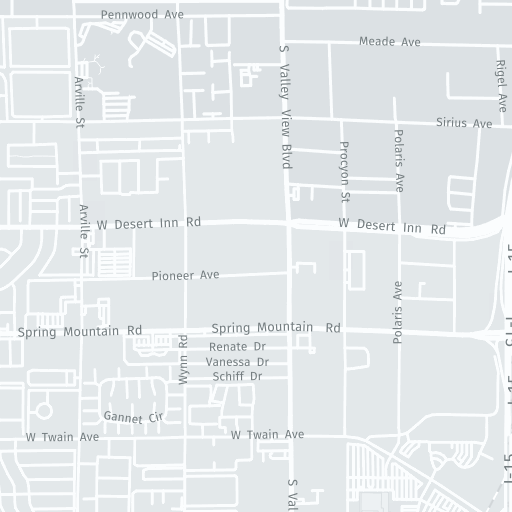 Pennwood Ave
Meade Ave
Rigel Ave
Arville St
S Valley View Blvd
Sirius Ave
Procyon St
Polaris Ave
Arville St
W Desert Inn Rd
W Desert Inn Rd
I-15
Pioneer Ave
Polaris Ave
Spring Mountain Rd
Spring Mountain Rd
I-15
Wynn Rd
Renate Dr
Vanessa Dr
Schiff Dr
I-15
Gannet Cir
W Twain Ave
W Twain Ave
I-15
S Val